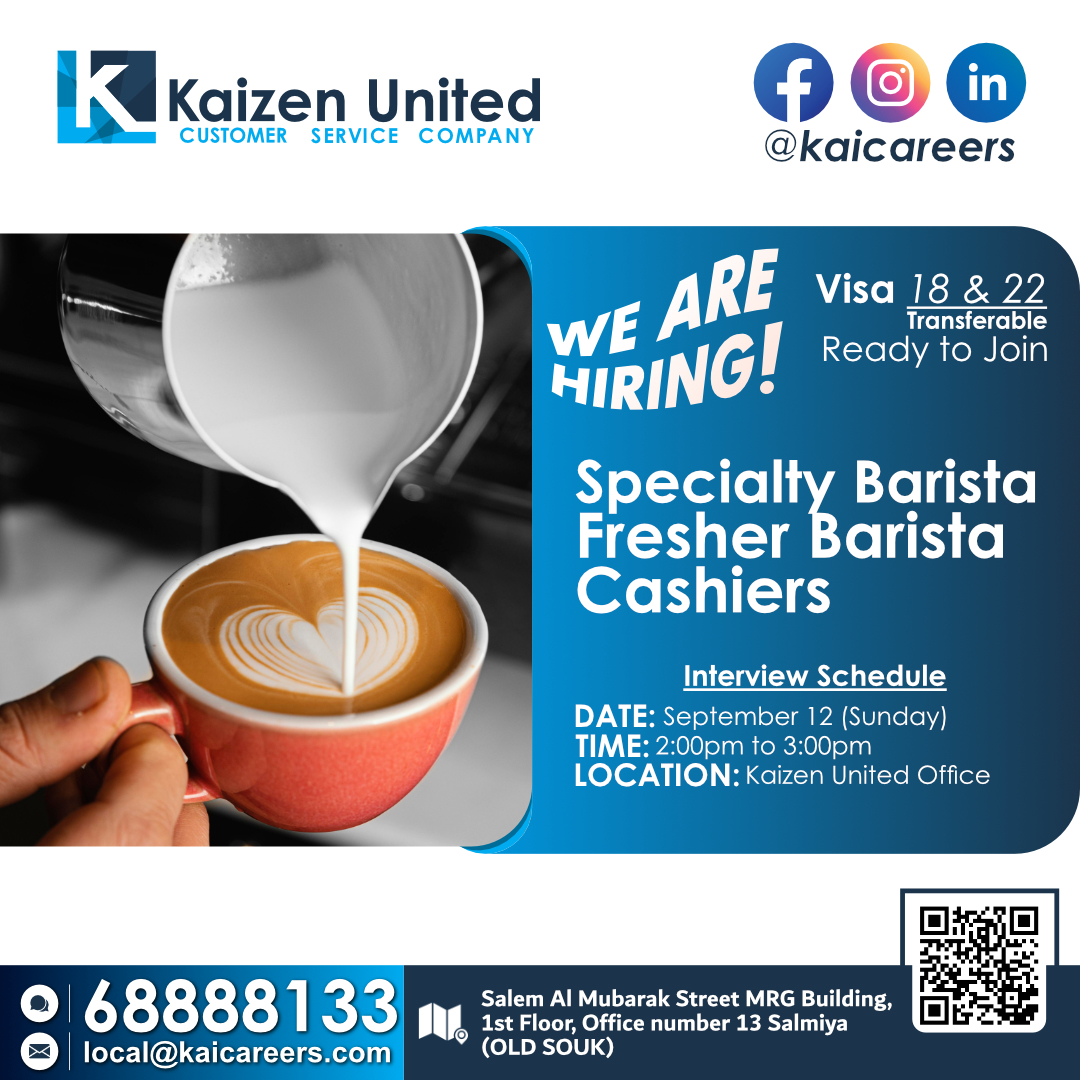 K Kaizen United
CUSTOMER SERVICE COMPANY
f in
@kaicareers
WE ARE
HIRING!
Visa 18 & 22
Transferable
Ready to Join
Specialty Barista
Fresher Barista
Cashiers
Interview Schedule
DATE: September 12 (Sunday)
TIME: 2:00pm to 3:00pm
LOCATION: Kaizen United Office
68888133
local@kaicareers.com
Salem Al Mubarak Street MRG Building,
1st Floor, Office number 13 Salmiya
(OLD SOUK)